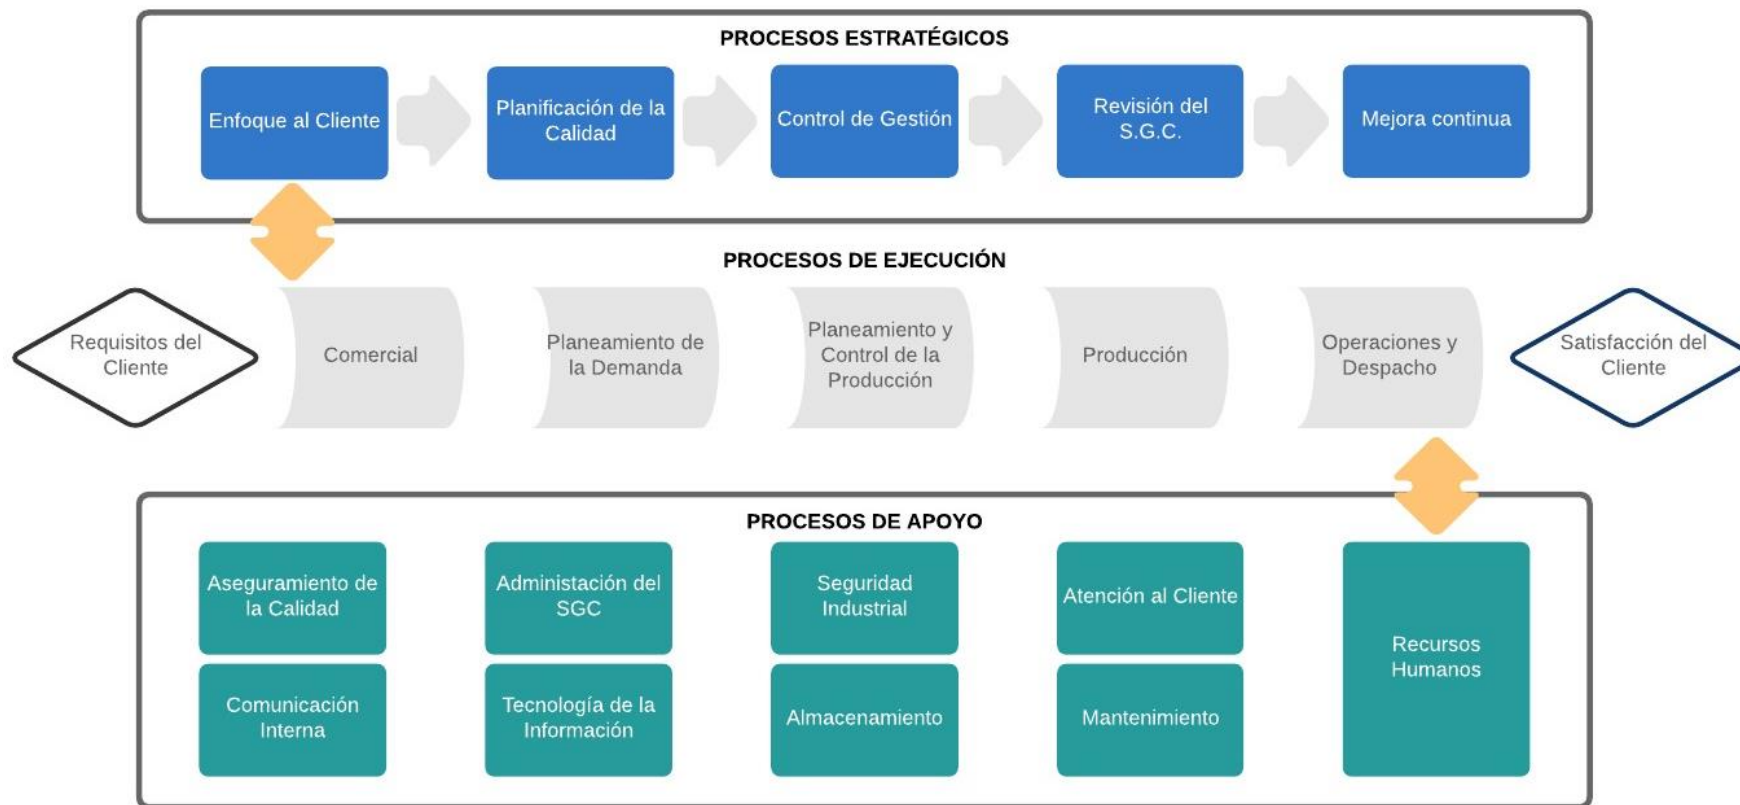 PROCESOS ESTRATÉGICOS
Enfoque al Cliente
Planificación de la
Calidad
Control de Gestión
Revisión del
S.G.C.
Mejora continua
PROCESOS DE EJECUCIÓN
Requisitos del
Cliente
Comercial
Planeamiento de
la Demanda
Planeamiento y
Control de la
Producción
Producción
Operaciones y
Despacho
Satisfacción del
Cliente
PROCESOS DE APOYO
Aseguramiento de
la Calidad
Administación del
SGC
Seguridad
Industrial
Atención al Cliente
Recursos
Humanos
Comunicación
Interna
Tecnología de la
Información
Almacenamiento
Mantenimiento